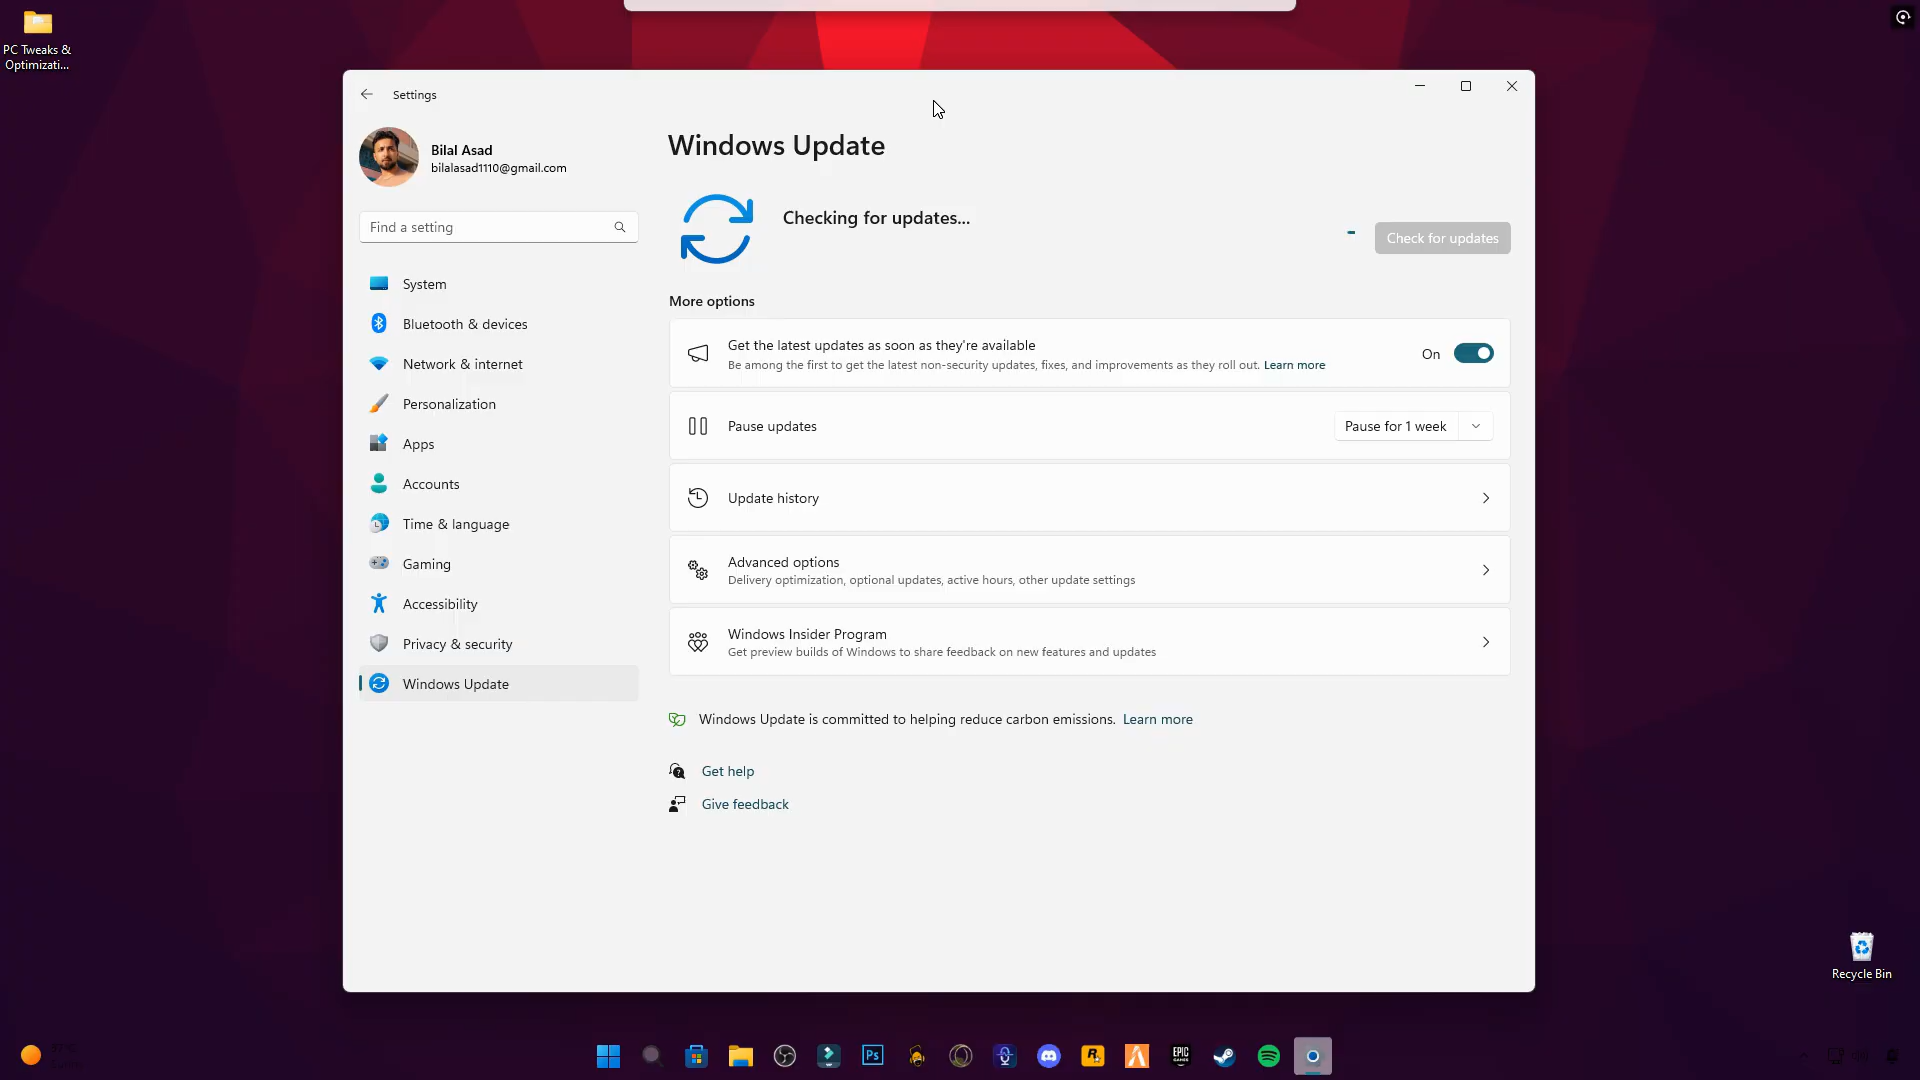 PC Tweaks &
Optimizati...
Settings
Bilal Asad
bilalasad1110@gmail.com
Find a setting
System
Bluetooth & devices
Network & internet
Personalization
Apps
Accounts
Time & language
Gaming
Accessibility
Privacy & security
Windows Update
Windows Update
Checking for updates...
Check for updates
More options
Get the latest updates as soon as they're available
Be among the first to get the latest non-security updates, fixes, and improvements as they roll out. Learn more
On
Pause updates
Pause for 1 week
Update history
Advanced options
Delivery optimization, optional updates, active hours, other update settings
Windows Insider Program
Get preview builds of Windows to share feedback on new features and updates
Windows Update is committed to helping reduce carbon emissions. Learn more
Get help
Give feedback
Recycle Bin
Ps
R
EPIC
GAMES